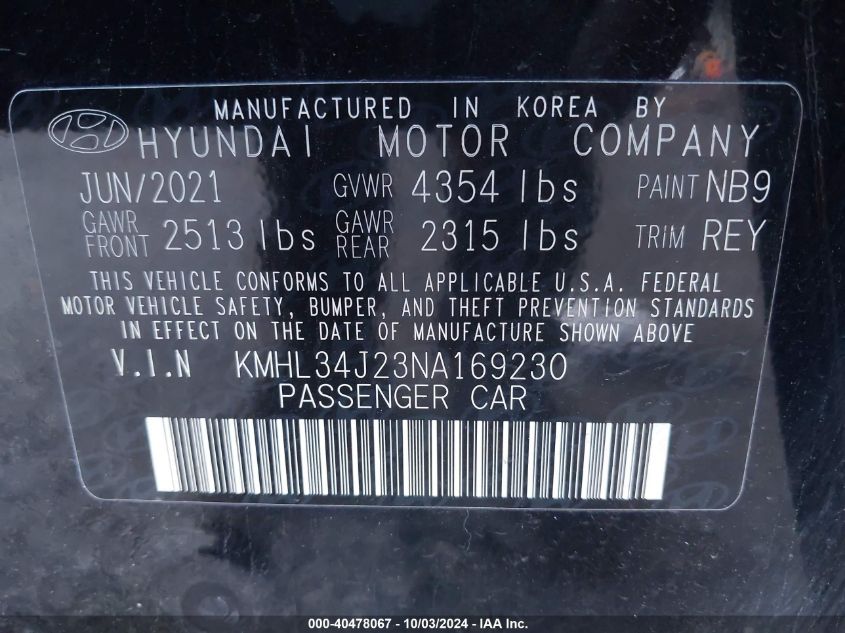 MANUFACTURED IN KOREA BY
HYUNDAI MOTOR COMPANY
JUN/2021 GVWR 4354 lbs PAINT NB9
GAWR FRONT 2513 lbs GAWR REAR 2315 lbs TRIM REY
THIS VEHICLE CONFORMS TO ALL APPLICABLE U.S.A. FEDERAL
MOTOR VEHICLE SAFETY, BUMPER, AND THEFT PREVENTION STANDARDS
IN EFFECT ON THE DATE OF MANUFACTURE SHOWN ABOVE
V.I.N KMHL34J23NA169230
PASSENGER CAR
000-40478067 - 10/03/2024 - IAA Inc.